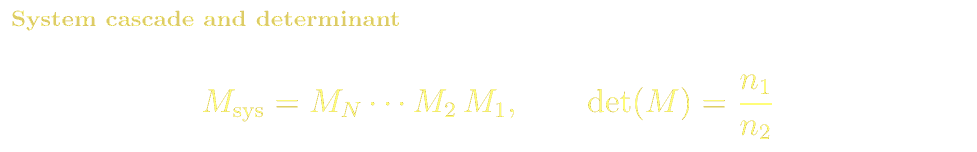 System cascade and determinant
M_sys = M_N ⋯ M_2 M_1,  det(M) = n_1/n_2